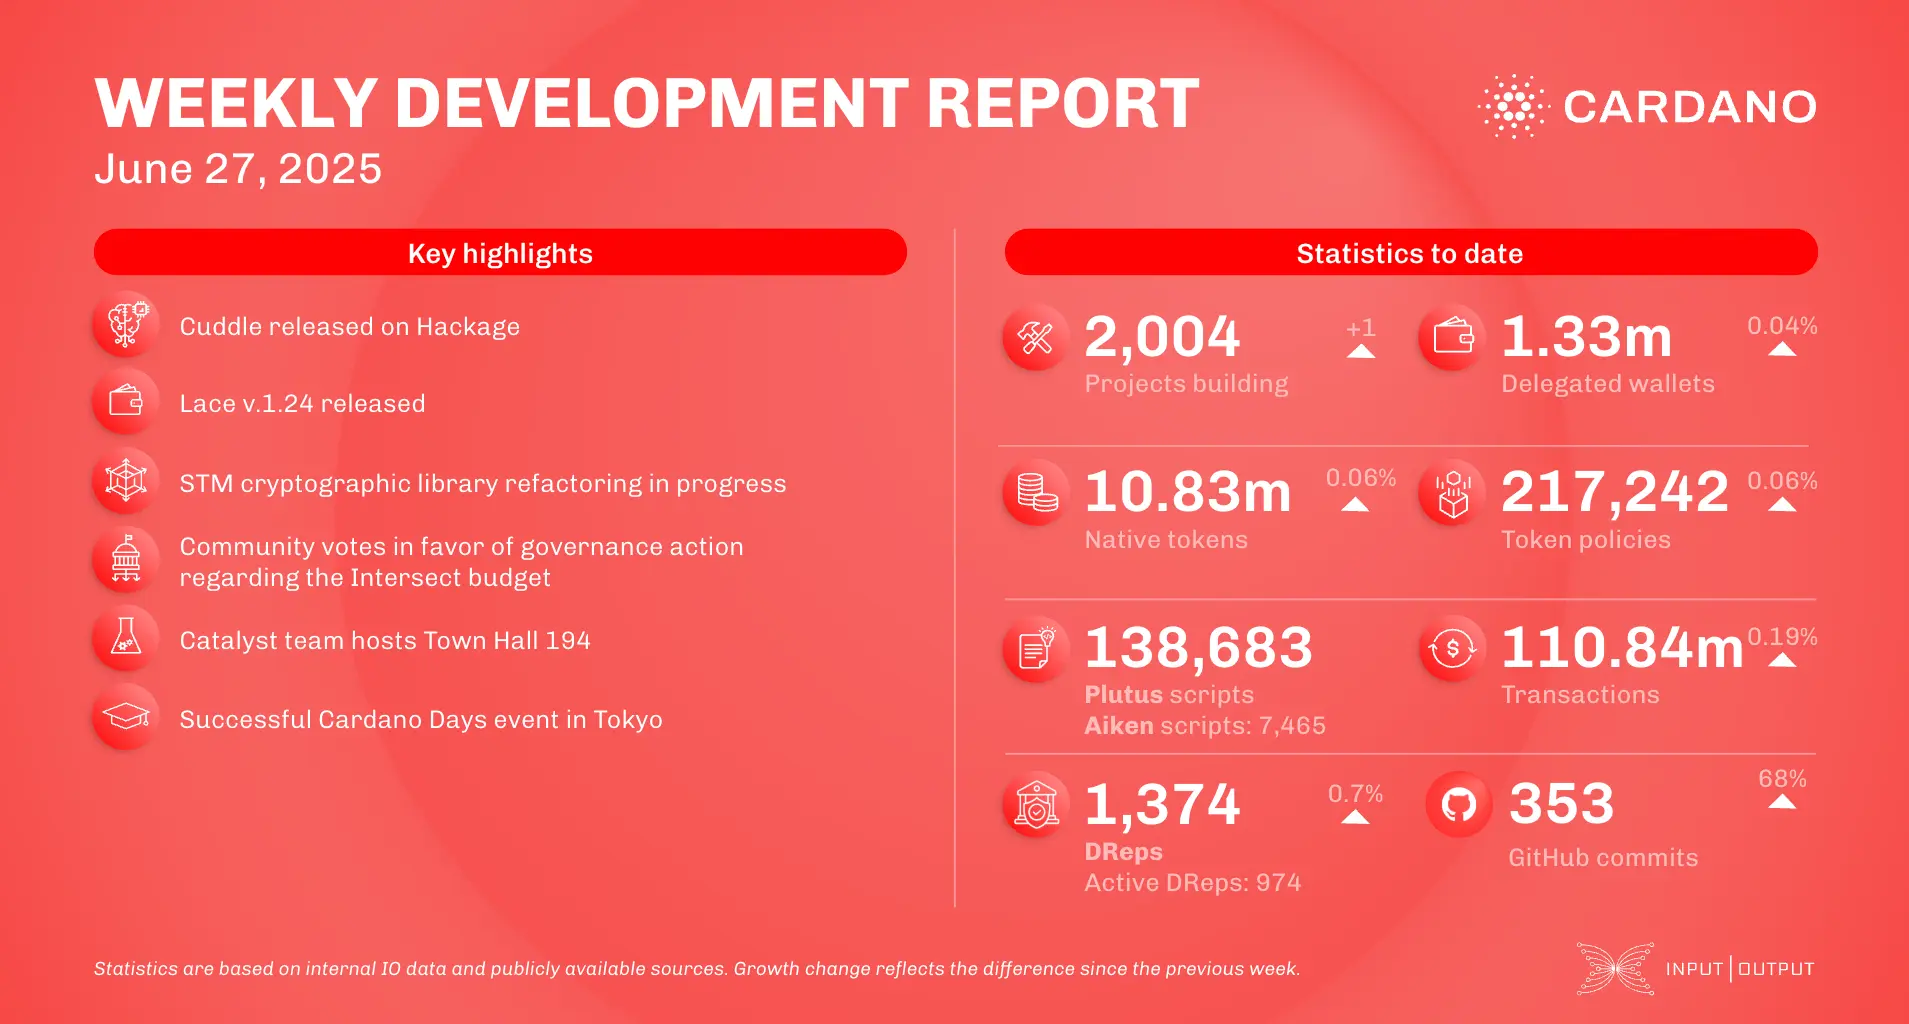 WEEKLY DEVELOPMENT REPORT
June 27, 2025
CARDANO
Key highlights
Cuddle released on Hackage
Lace v.1.24 released
STM cryptographic library refactoring in progress
Community votes in favor of governance action
regarding the Intersect budget
Catalyst team hosts Town Hall 194
Successful Cardano Days event in Tokyo
Statistics to date
2,004
+1
Projects building
1.33m
0.04%
Delegated wallets
10.83m
0.06%
Native tokens
217,242
0.06%
Token policies
138,683
Plutus scripts
Aiken scripts: 7,465
$
110.84m
0.19%
Transactions
1,374
0.7%
DReps
Active DReps: 974
353
68%
GitHub commits
Statistics are based on internal IO data and publicly available sources. Growth change reflects the difference since the previous week.
INPUT | OUTPUT